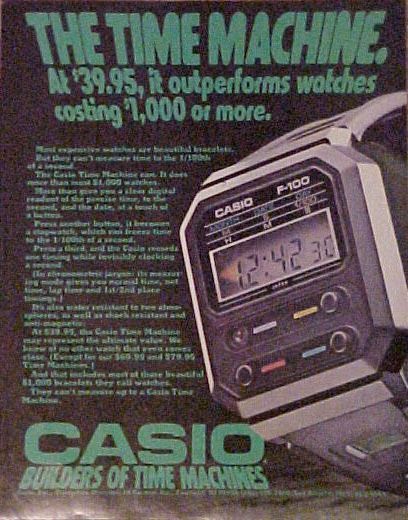 THE TIME MACHINE.
At $39.95, it outperforms watches
costing $1,000 or more.
Most expensive watches are beautiful bracelets.
But they can't measure time to the 1/100th
of a second.
The Casio Time Machine can. It does
more than most $1,000 watches.
More than give you a clear digital
readout of the precise time, to the
second, and the date, at a touch of
a button.
Press another button, it becomes
a stopwatch, which can freeze time
to the 1/100th of a second.
Press a third, and the Casio records
one timing while invisibly clocking
a second.
(In chronometric jargon: its measur-
ing mode gives you normal, net
time, lap time and 1st/2nd place
timings.)
It's also water resistant to two atmo-
spheres, as well as shock resistant and
anti-magnetic.
At $39.95, the Casio Time Machine
may represent the ultimate value. We
know of no other watch that even comes
close. (Except for our $69.95 and $79.95
Time Machines.)
And that includes most of those beautiful
$1,000 bracelets they call watches.
They can't measure up to a Casio Time
Machine.
CASIO F-100
MONTH DATE DAY
H M S
12:42 30
JAPAN
CASIO
BUILDERS OF TIME MACHINES